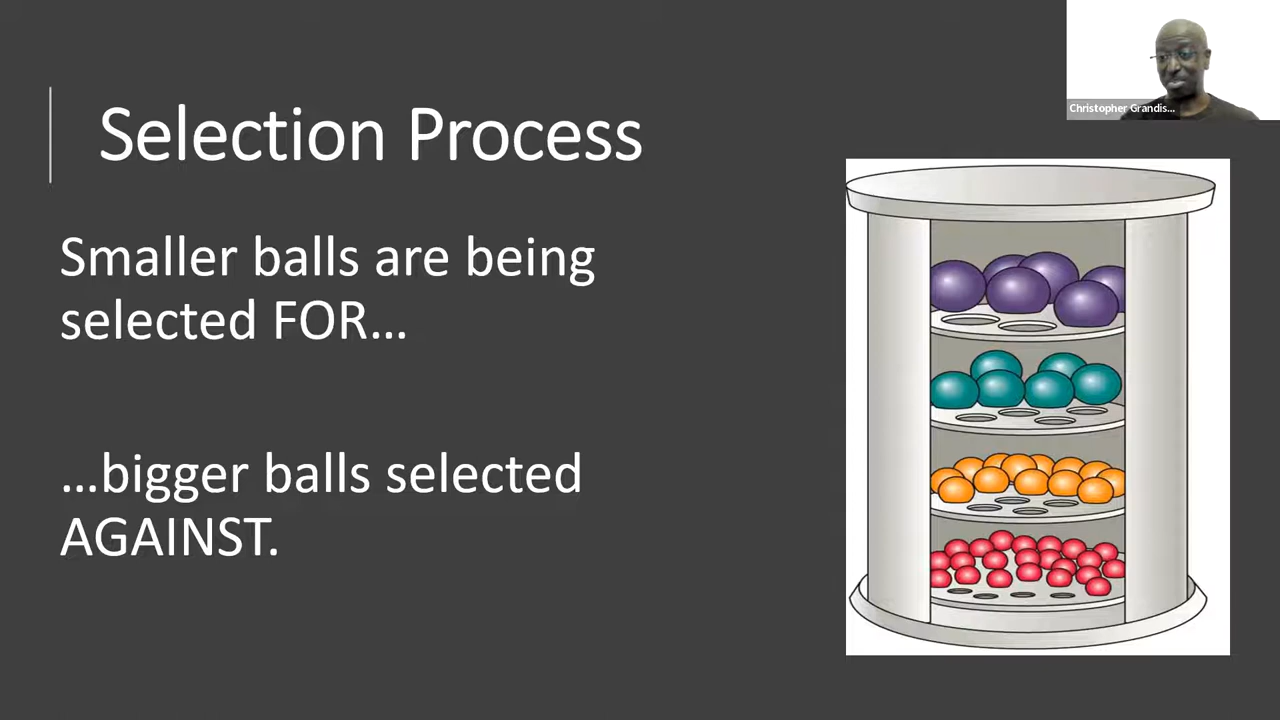 Christopher Grandis...
Selection Process
Smaller balls are being
selected FOR...
...bigger balls selected
AGAINST.